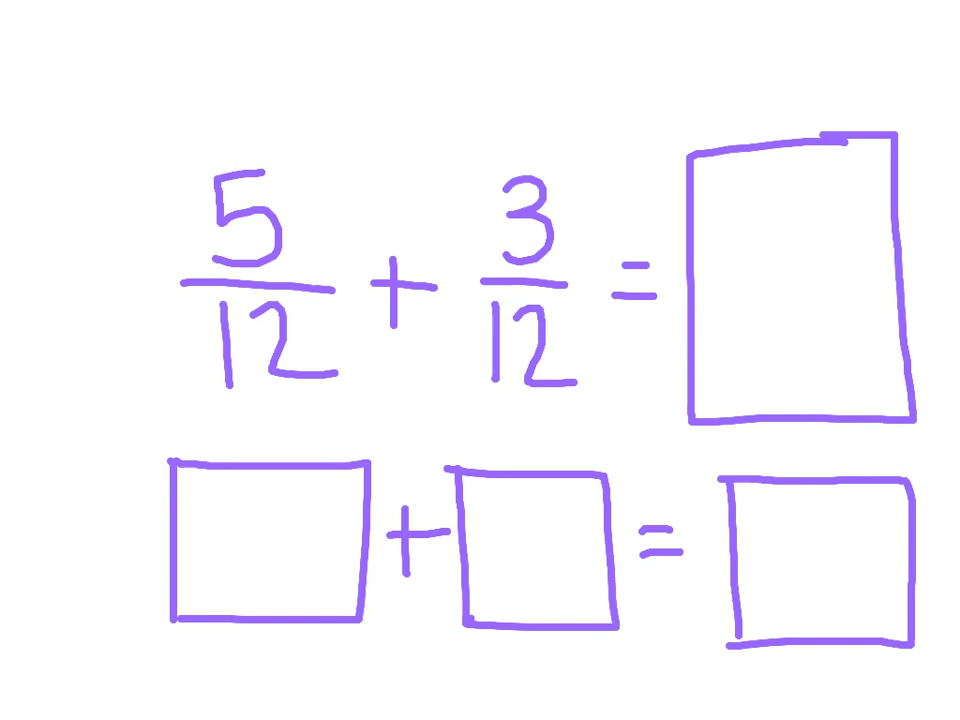 5/12 + 3/12 =
+ =